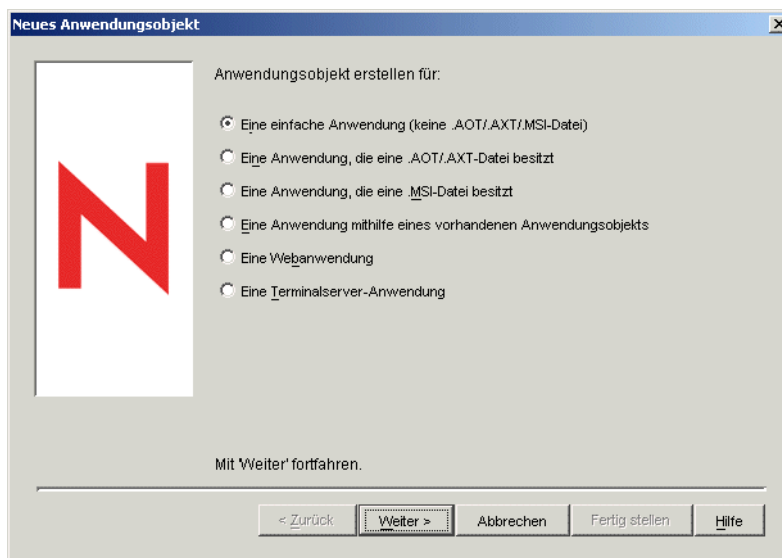 Neues Anwendungsobjekt
Anwendungsobjekt erstellen für:
Eine einfache Anwendung (keine .AOT/.AXT/.MSI-Datei)
Eine Anwendung, die eine .AOT/.AXT-Datei besitzt
Eine Anwendung, die eine .MSI-Datei besitzt
Eine Anwendung mithilfe eines vorhandenen Anwendungsobjekts
Eine Webanwendung
Eine Terminalserver-Anwendung
N
Mit 'Weiter' fortfahren.
< Zurück Weiter > Abbrechen Fertig stellen Hilfe